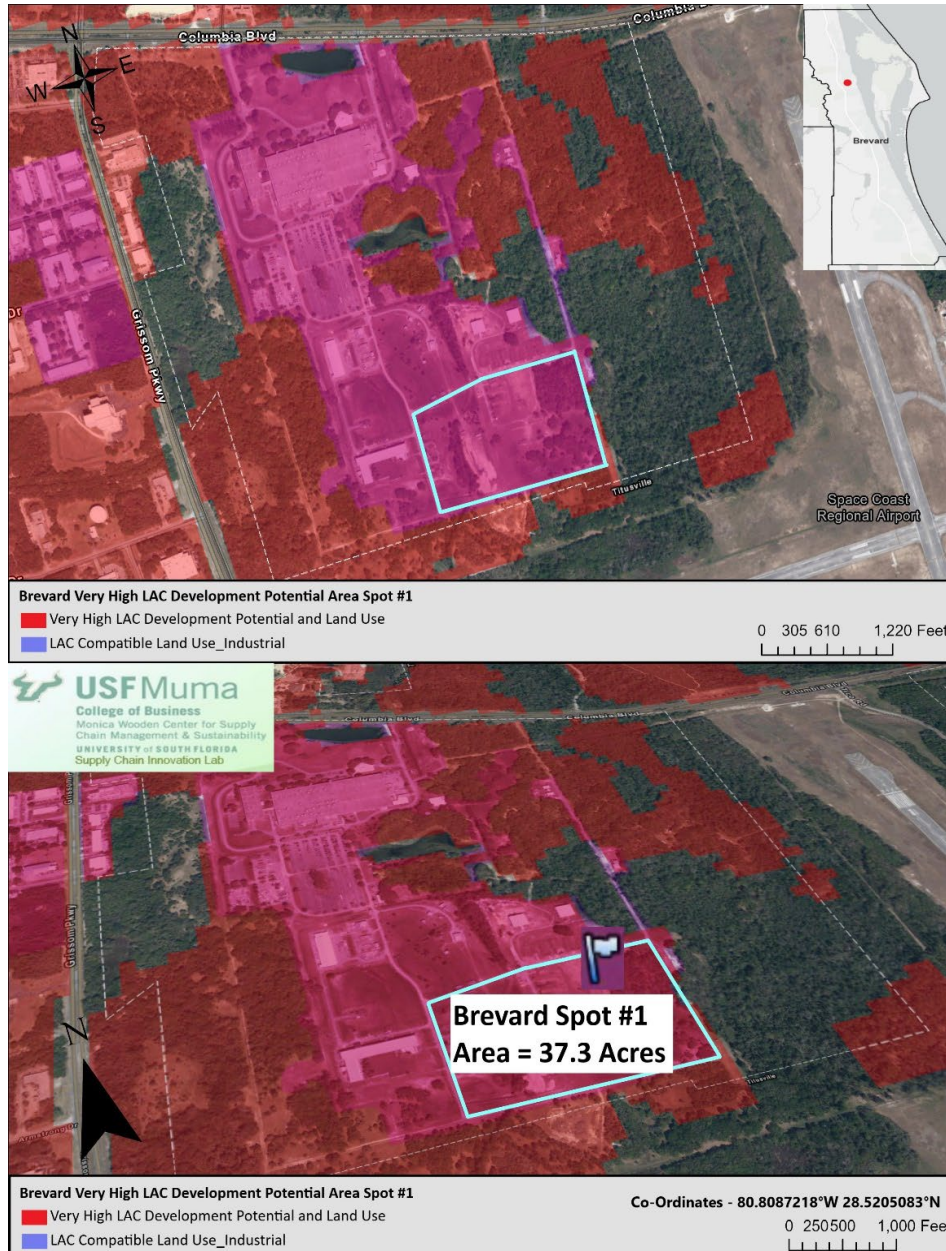 Columbia Blvd
Columbia B
N
E
W
S
Brevard
Grissom Pkwy
Dr
Titusville
Space Coast
Regional Airport
Brevard Very High LAC Development Potential Area Spot #1
Very High LAC Development Potential and Land Use
LAC Compatible Land Use_Industrial
0 305 610 1,220 Feet
USF Muma
College of Business
Monica Wooden Center for Supply
Chain Management & Sustainability
UNIVERSITY of SOUTH FLORIDA
Supply Chain Innovation Lab
Columbia Blvd
Columbia Blvd
Grissom Pkwy
N
Brevard Spot #1
Area = 37.3 Acres
Titusville
Armstrong Dr
Brevard Very High LAC Development Potential Area Spot #1
Very High LAC Development Potential and Land Use
LAC Compatible Land Use_Industrial
Co-Ordinates - 80.8087218°W 28.5205083°N
0 250500 1,000 Feet